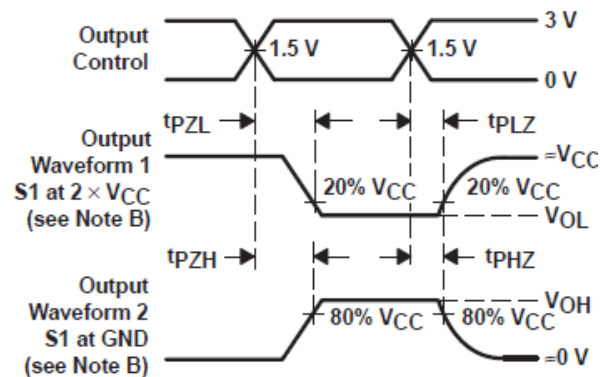 Output
Control
1.5 V
1.5 V
3 V
0 V
tPZL
tPLZ
Output
Waveform 1
S1 at 2 × VCC
(see Note B)
20% VCC
20% VCC
≈VCC
VOL
tPZH
tPHZ
Output
Waveform 2
S1 at GND
(see Note B)
80% VCC
80% VCC
VOH
≈0 V